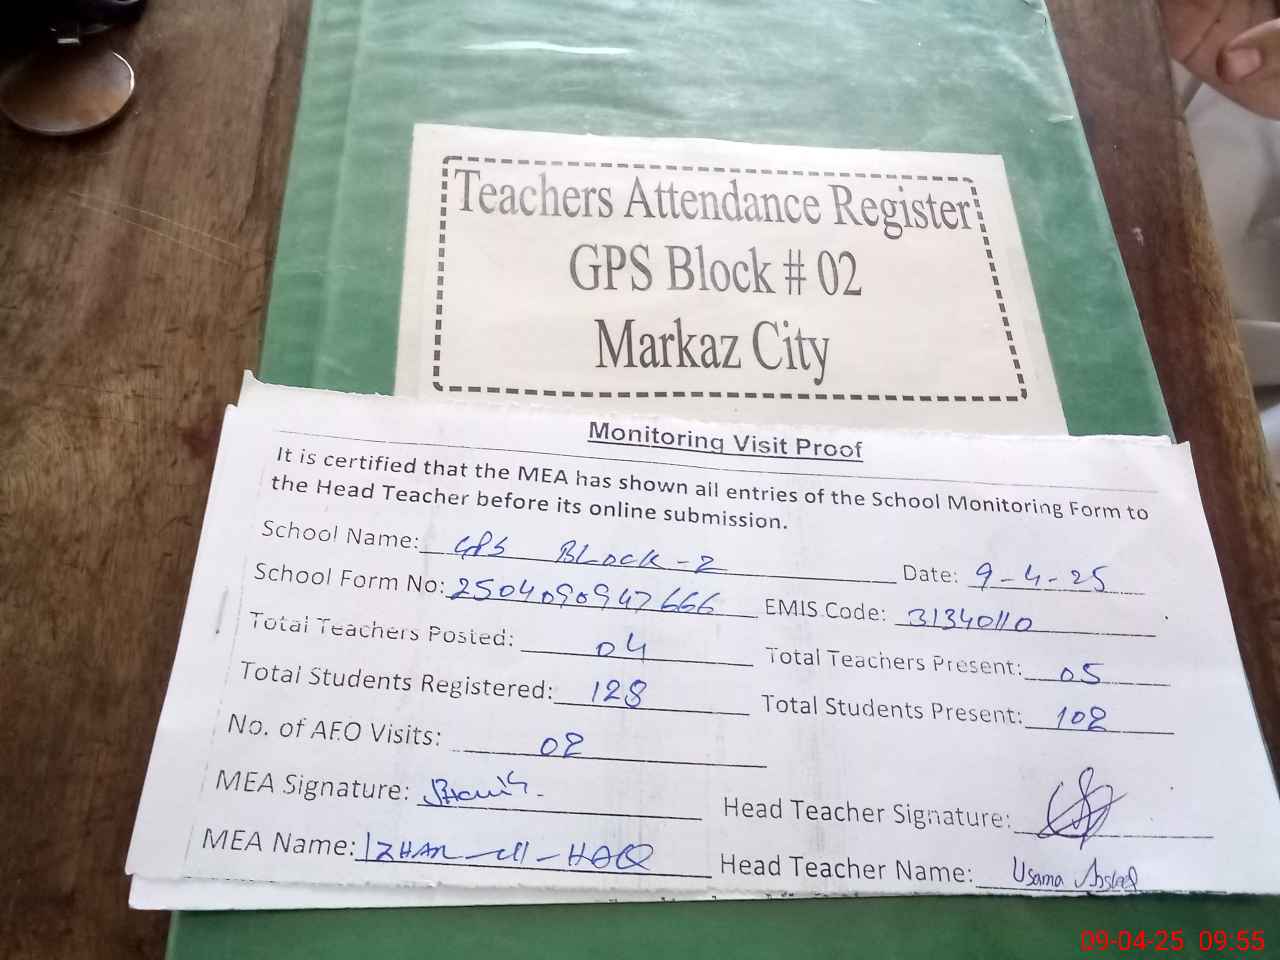 Teachers Attendance Register
GPS Block # 02
Markaz City
Monitoring Visit Proof
It is certified that the MEA has shown all entries of the School Monitoring Form to
the Head Teacher before its online submission.
School Name: GPS BLOCK-2 Date: 9-4-25
School Form No: 2504090947666 EMIS Code: 31340110
Total Teachers Posted: 04 Total Teachers Present: 05
Total Students Registered: 128 Total Students Present: 102
No. of AEO Visits: 02
MEA Signature: Head Teacher Signature:
MEA Name: IZHAR-ul-HAQ Head Teacher Name: Usama
09-04-25 09:55